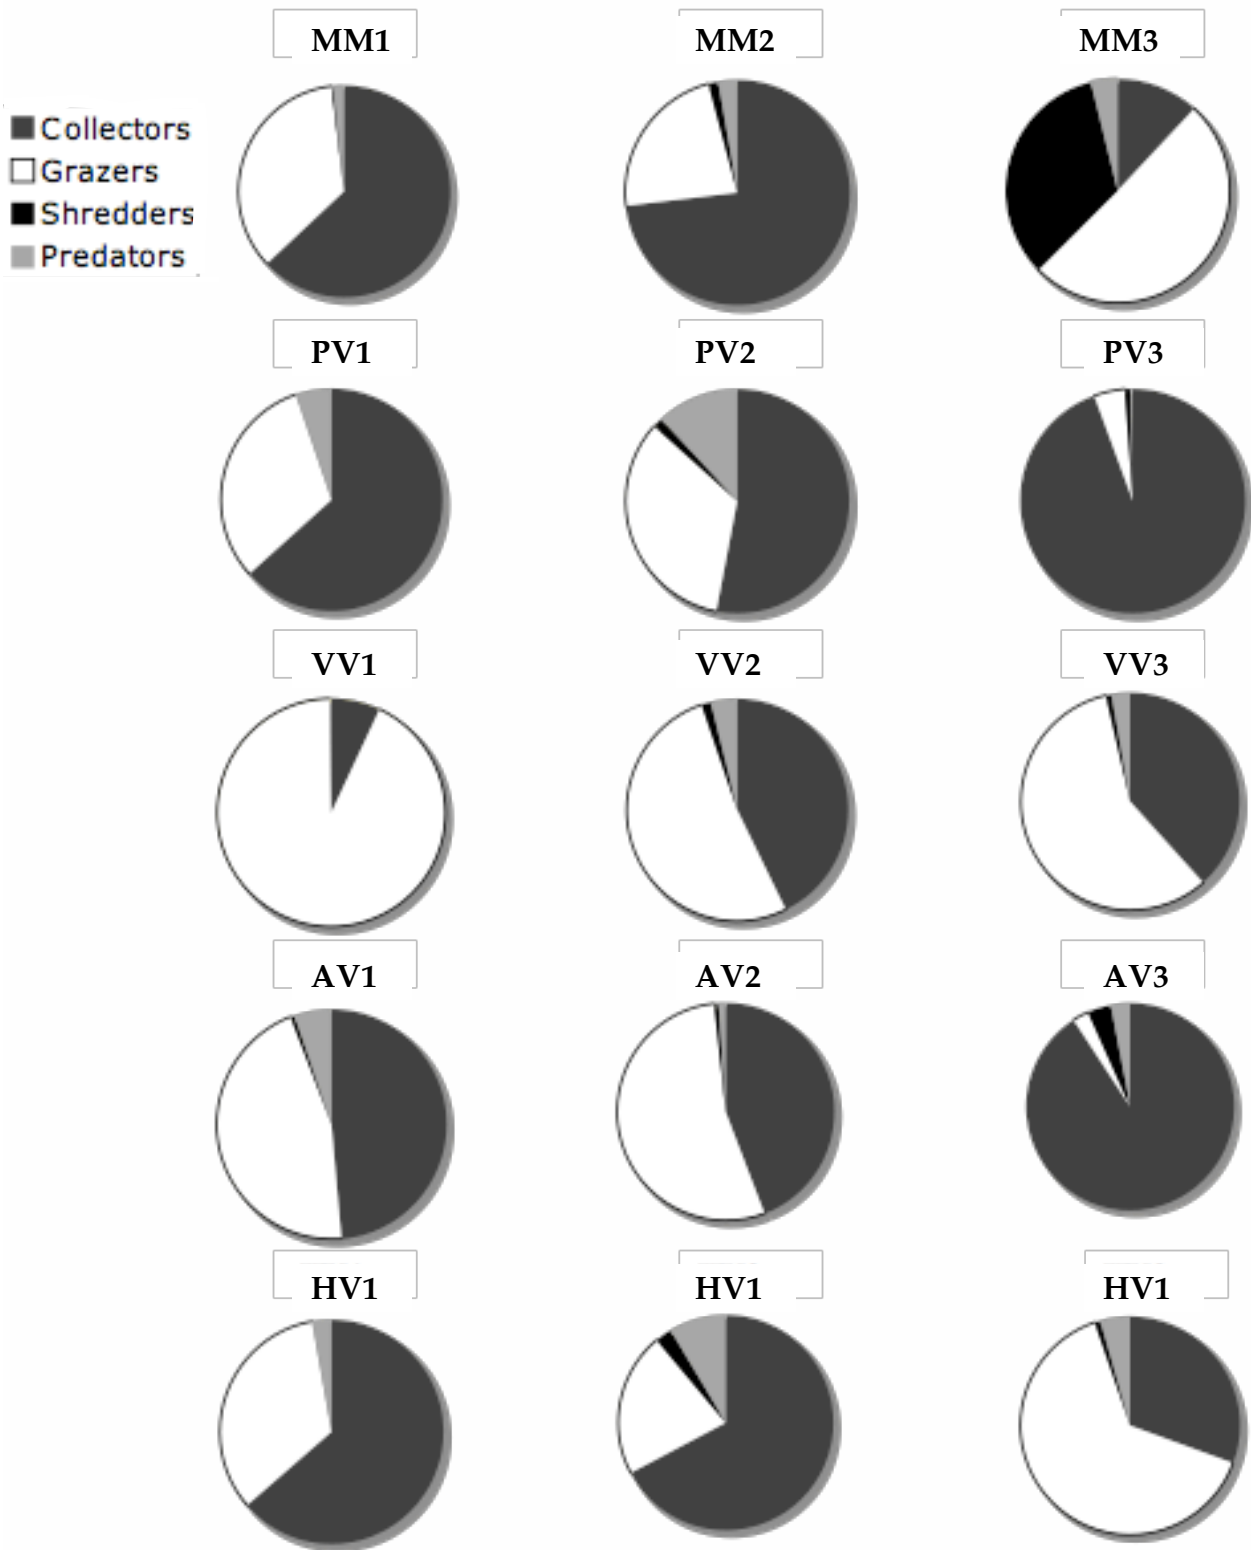 MM1 MM2 MM3
Collectors
Grazers
Shredders
Predators
PV1 PV2 PV3
VV1 VV2 VV3
AV1 AV2 AV3
HV1 HV1 HV1